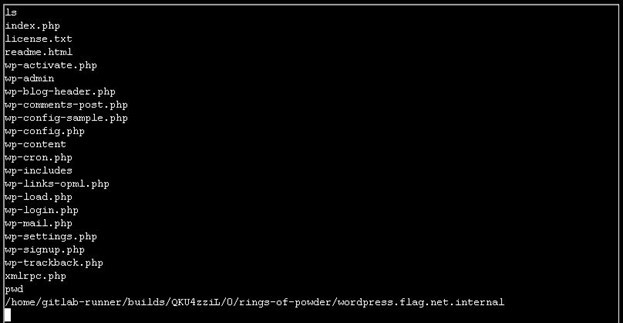 ls
index.php
license.txt
readme.html
wp-activate.php
wp-admin
wp-blog-header.php
wp-comments-post.php
wp-config-sample.php
wp-config.php
wp-content
wp-cron.php
wp-includes
wp-links-opml.php
wp-load.php
wp-login.php
wp-mail.php
wp-settings.php
wp-signup.php
wp-trackback.php
xmlrpc.php
pwd
/home/gitlab-runner/builds/QKU4zziL/0/rings-of-powder/wordpress.flag.net.internal